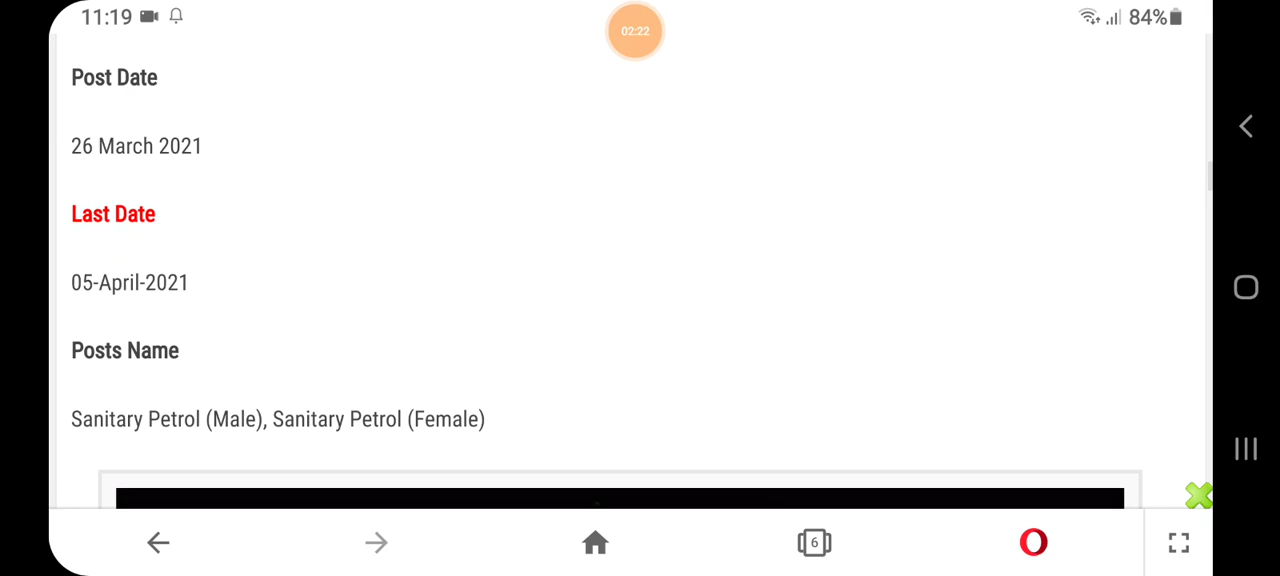 11:19
02:22
84%
Post Date
26 March 2021
Last Date
05-April-2021
Posts Name
Sanitary Petrol (Male), Sanitary Petrol (Female)
6